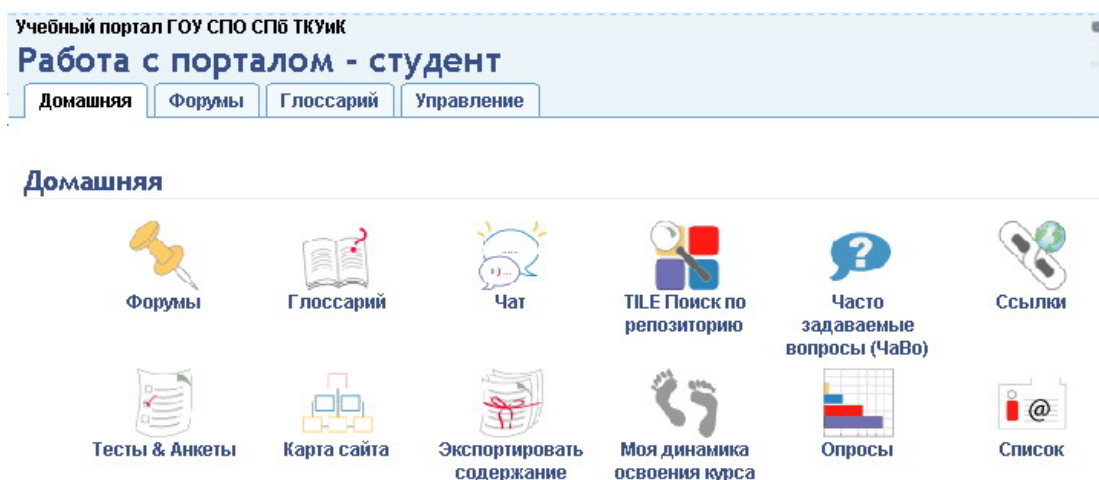 Учебный портал ГОУ СПО СПб ТКУиК
Работа с порталом - студент
Домашняя Форумы Глоссарий Управление
Домашняя
Форумы
Глоссарий
Чат
TILE Поиск по
репозиторию
Часто
задаваемые
вопросы (ЧаВо)
Ссылки
Тесты & Анкеты
Карта сайта
Экспортировать
содержание
Моя динамика
освоения курса
Опросы
Список